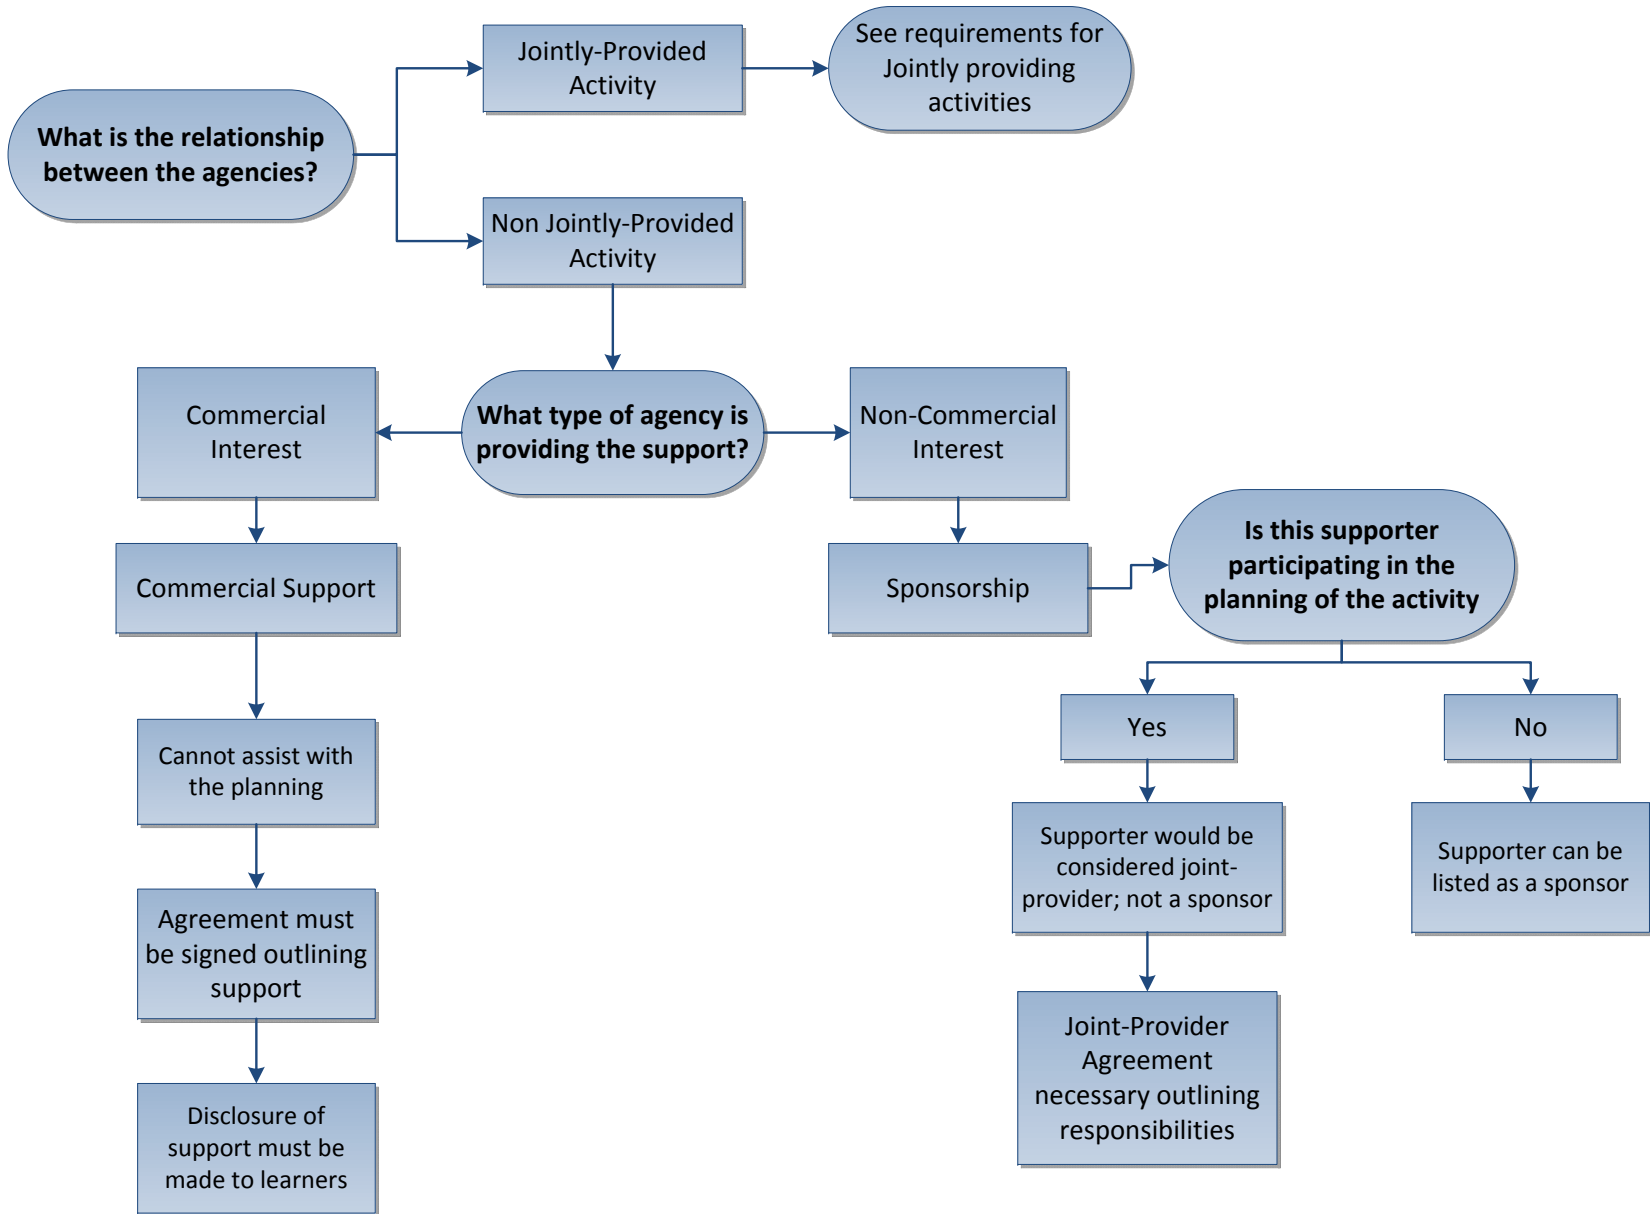 Jointly-Provided
Activity
See requirements for
Jointly providing
activities
What is the relationship
between the agencies?
Non Jointly-Provided
Activity
Commercial
Interest
What type of agency is
providing the support?
Non-Commercial
Interest
Commercial Support
Sponsorship
Is this supporter
participating in the
planning of the activity
Yes
No
Cannot assist with
the planning
Supporter would be
considered joint-
provider; not a sponsor
Supporter can be
listed as a sponsor
Agreement must
be signed outlining
support
Joint-Provider
Agreement
necessary outlining
responsibilities
Disclosure of
support must be
made to learners